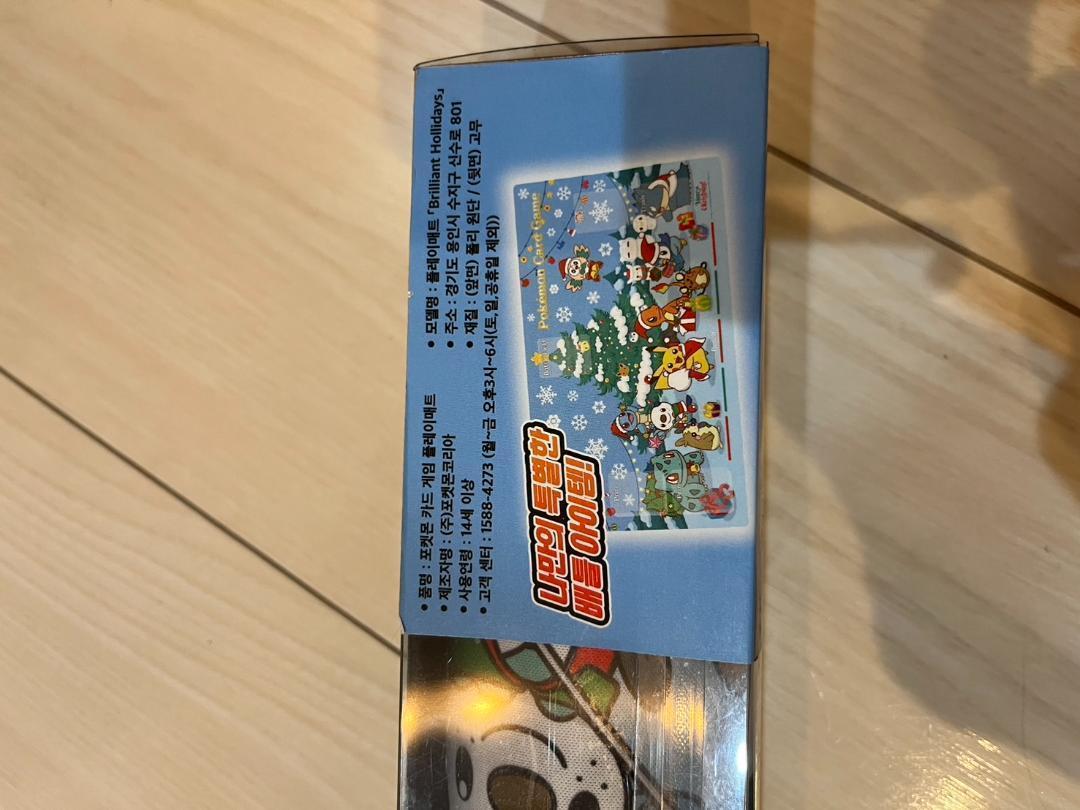 • 품명 : 포켓몬 카드 게임 플레이매트
• 제조자명 : (주)포켓몬코리아
• 사용연령 : 14세 이상
• 고객 센터 : 1588-4273 (월~금 오후3시~6시(토,일,공휴일 제외))
• 모델명 : 플레이매트 「Brilliant Hollidays」
• 주소 : 경기도 용인시 수지구 신수로 801
• 재질 : (앞면) 폴리 원단 / (뒷면) 고무
나만의 특별한
배틀 아이템!
Pokémon Card Game